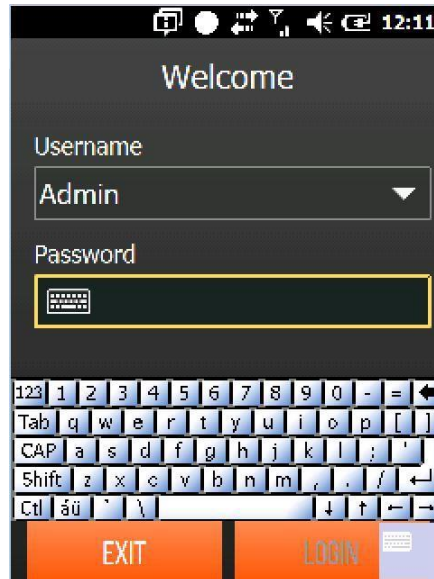 12:11
Welcome
Username
Admin
Password
123 1 2 3 4 5 6 7 8 9 0 - =
Tab q w e r t y u i o p [ ]
CAP a s d f g h j k l ; '
Shift z x c v b n m , . /
Ctl áü ` \
EXIT LOGIN